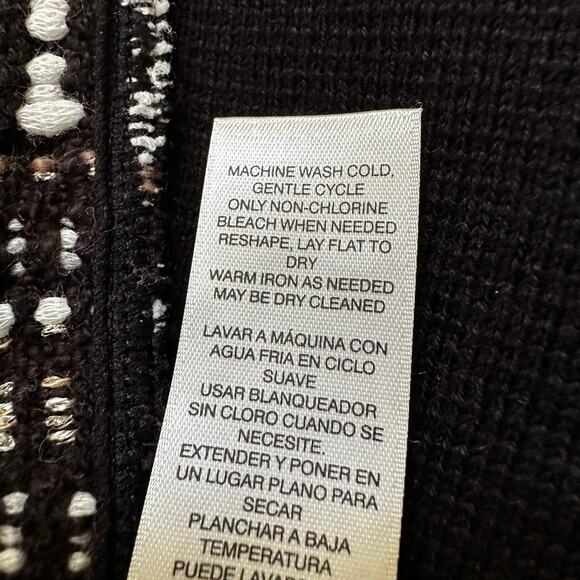 MACHINE WASH COLD,
GENTLE CYCLE
ONLY NON-CHLORINE
BLEACH WHEN NEEDED
RESHAPE, LAY FLAT TO
DRY
WARM IRON AS NEEDED
MAY BE DRY CLEANED
LAVAR A MÁQUINA CON
AGUA FRIA EN CICLO
SUAVE
USAR BLANQUEADOR
SIN CLORO CUANDO SE
NECESITE.
EXTENDER Y PONER EN
UN LUGAR PLANO PARA
SECAR
PLANCHAR A BAJA
TEMPERATURA
PUEDE